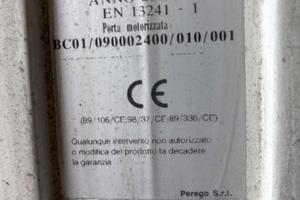 ANNO
EN 13241 - 1
Porta motorizzata
BC01/090002400/010/001
CE
(89/106/CE;98/37/CE;89/336/CE)
Qualunque intervento non autorizzato
o modifica del prodotto fa decadere
la garanzia
Perego S.r.l.